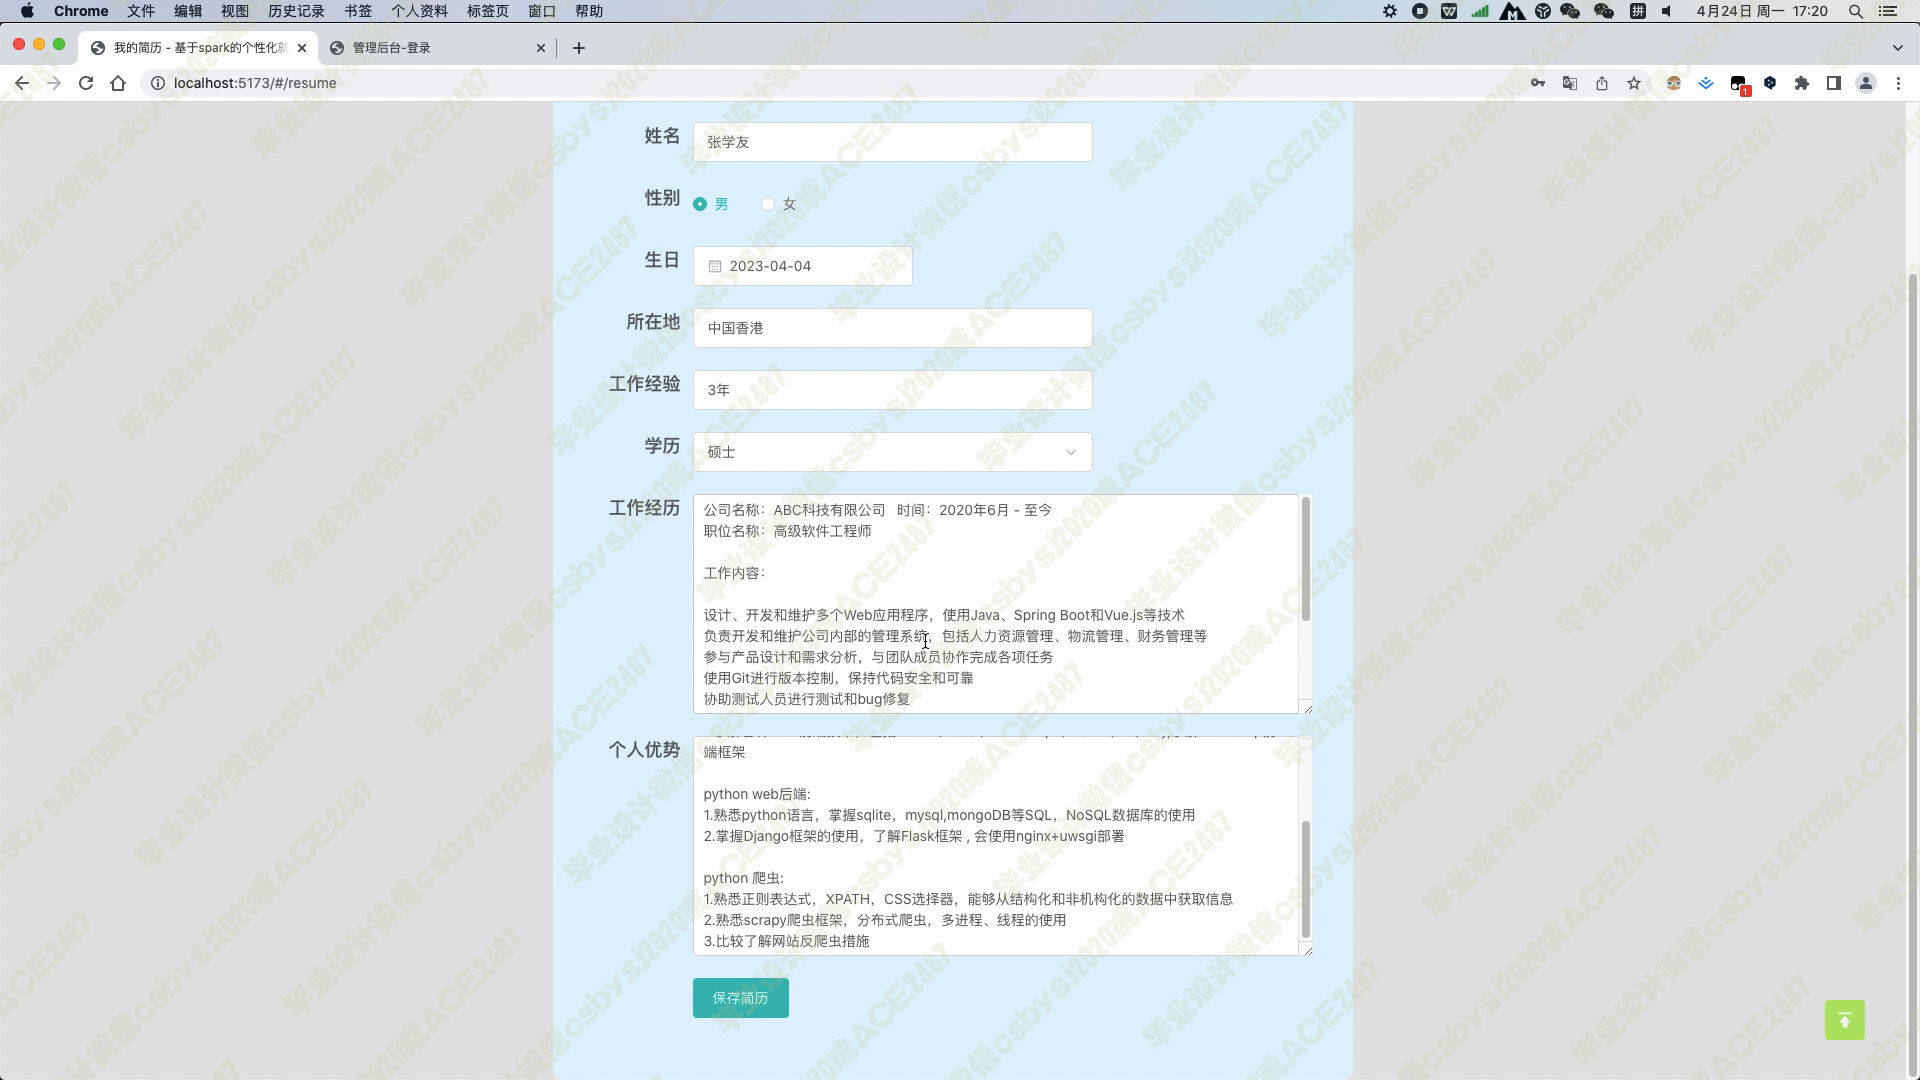 Chrome 文件 编辑 视图 历史记录 书签 个人资料 标签页 窗口 帮助 4月24日 周一 17:20
我的简历 - 基于spark的个性化就 管理后台-登录
localhost:5173/#/resume
1
姓名 张学友
性别 男 女
生日 2023-04-04
所在地 中国香港
工作经验 3年
学历 硕士
工作经历
公司名称：ABC科技有限公司 时间：2020年6月 - 至今
职位名称：高级软件工程师
工作内容：
设计、开发和维护多个Web应用程序，使用Java、Spring Boot和Vue.js等技术
负责开发和维护公司内部的管理系统，包括人力资源管理、物流管理、财务管理等
参与产品设计和需求分析，与团队成员协作完成各项任务
使用Git进行版本控制，保持代码安全和可靠
协助测试人员进行测试和bug修复
个人优势
端框架
python web后端:
1.熟悉python语言，掌握sqlite，mysql,mongoDB等SQL，NoSQL数据库的使用
2.掌握Django框架的使用，了解Flask框架 , 会使用nginx+uwsgi部署
python 爬虫:
1.熟悉正则表达式，XPATH，CSS选择器，能够从结构化和非机构化的数据中获取信息
2.熟悉scrapy爬虫框架，分布式爬虫，多进程、线程的使用
3.比较了解网站反爬虫措施
保存简历
毕业设计微信csbysj2020或ACE2487